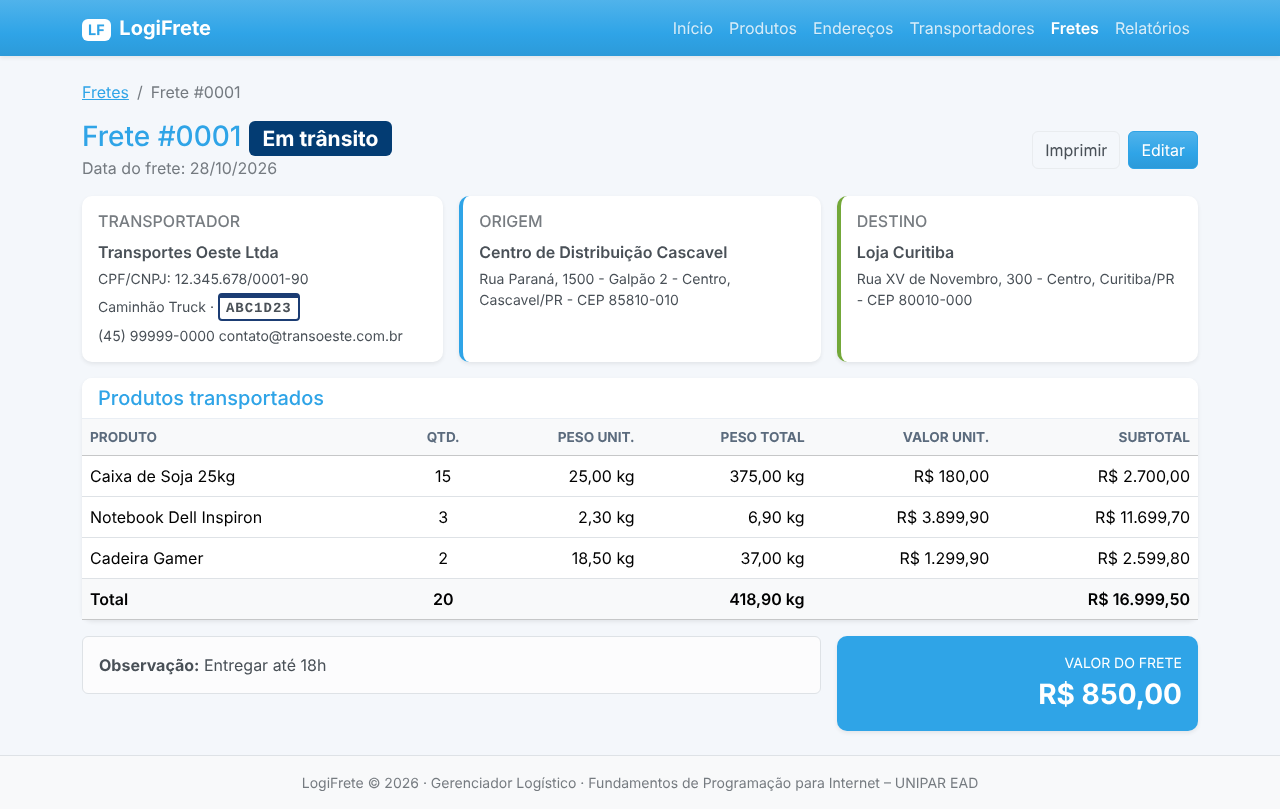 LF LogiFrete Início Produtos Endereços Transportadores Fretes Relatórios
Fretes / Frete #0001
Frete #0001 Em trânsito
Data do frete: 28/10/2026
Imprimir Editar
TRANSPORTADOR
Transportes Oeste Ltda
CPF/CNPJ: 12.345.678/0001-90
Caminhão Truck · ABC1D23
(45) 99999-0000 contato@transoeste.com.br
ORIGEM
Centro de Distribuição Cascavel
Rua Paraná, 1500 - Galpão 2 - Centro,
Cascavel/PR - CEP 85810-010
DESTINO
Loja Curitiba
Rua XV de Novembro, 300 - Centro, Curitiba/PR
- CEP 80010-000
Produtos transportados
PRODUTO QTD. PESO UNIT. PESO TOTAL VALOR UNIT. SUBTOTAL
Caixa de Soja 25kg 15 25,00 kg 375,00 kg R$ 180,00 R$ 2.700,00
Notebook Dell Inspiron 3 2,30 kg 6,90 kg R$ 3.899,90 R$ 11.699,70
Cadeira Gamer 2 18,50 kg 37,00 kg R$ 1.299,90 R$ 2.599,80
Total 20 418,90 kg R$ 16.999,50
Observação: Entregar até 18h
VALOR DO FRETE
R$ 850,00
LogiFrete © 2026 · Gerenciador Logístico · Fundamentos de Programação para Internet – UNIPAR EAD